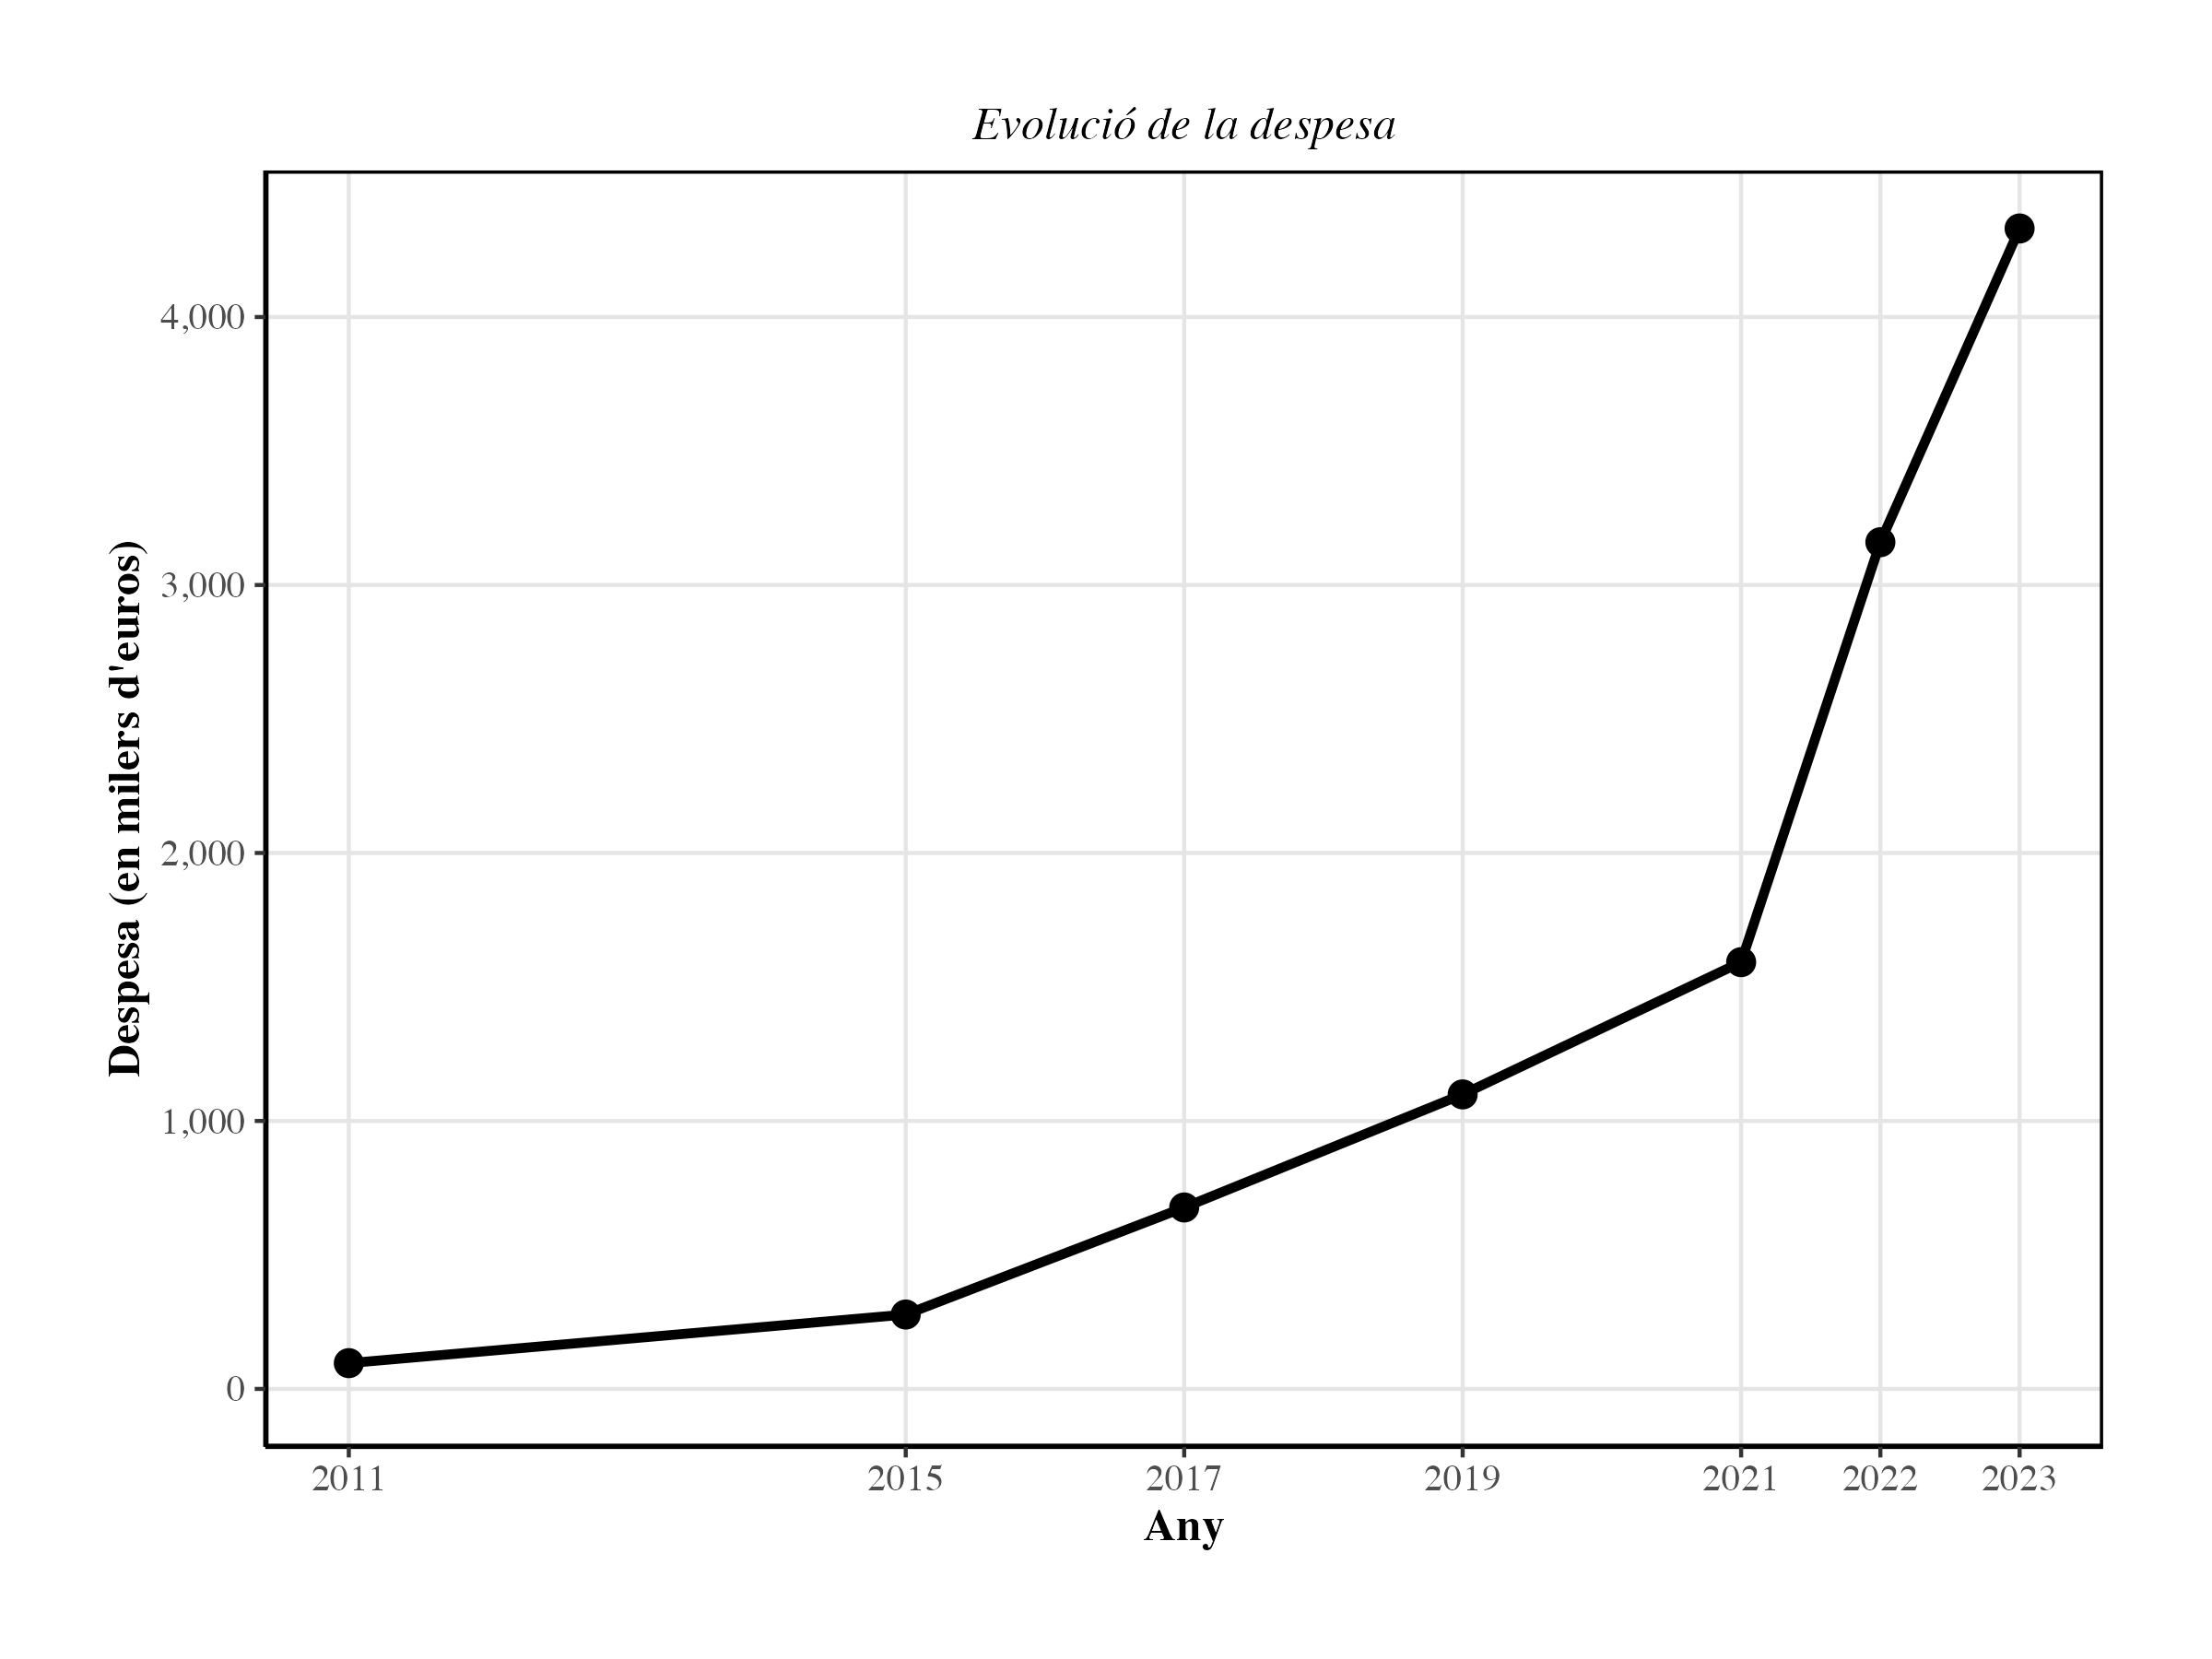 Evolució de la despesa
Despesa (en milers d'euros)
4,000
3,000
2,000
1,000
0
2011 2015 2017 2019 2021 2022 2023
Any